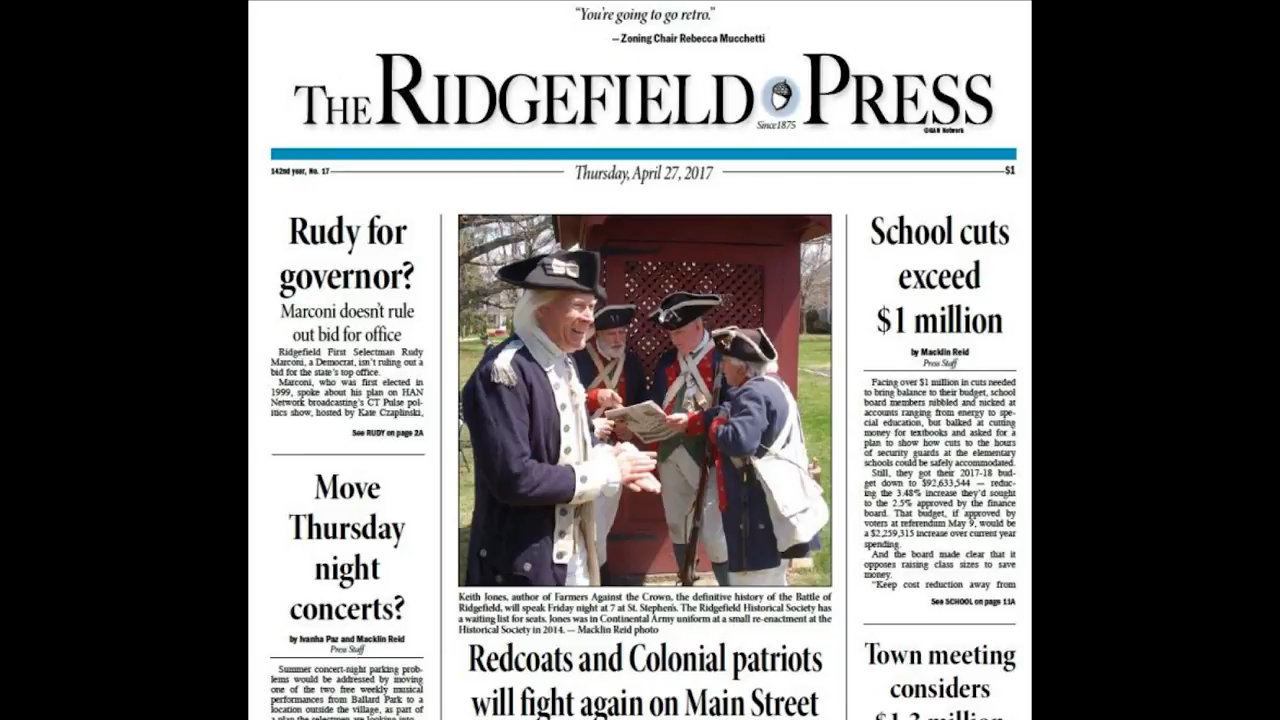 "You're going to go retro."
— Zoning Chair Rebecca Mucchetti
THE RIDGEFIELD PRESS
Since 1875
©HAN Network
142nd year, No. 17
Thursday, April 27, 2017
$1
Rudy for
governor?
Marconi doesn't rule
out bid for office
Ridgefield First Selectman Rudy
Marconi, a Democrat, isn't ruling out a
bid for the state's top office.
Marconi, who was first elected in
1999, spoke about his plan on HAN
Network broadcasting's CT Pulse pol-
itics show, hosted by Kate Czaplinski,
See RUDY on page 2A
Move
Thursday
night
concerts?
by Ivanha Paz and Macklin Reid
Press Staff
Summer concert-night parking prob-
lems would be addressed by moving
one of the two free weekly musical
performances from Ballard Park to a
location outside the village, as part of
a plan the selectmen are looking into
Keith Jones, author of Farmers Against the Crown, the definitive history of the Battle of
Ridgefield, will speak Friday night at 7 at St. Stephen's. The Ridgefield Historical Society has
a waiting list for seats. Jones was in Continental Army uniform at a small re-enactment at the
Historical Society in 2014. — Macklin Reid photo
Redcoats and Colonial patriots
will fight again on Main Street
School cuts
exceed
$1 million
by Macklin Reid
Press Staff
Facing over $1 million in cuts needed
to bring balance to their budget, school
board members nibbled and nicked at
accounts ranging from energy to spe-
cial education, but balked at cutting
money for textbooks and asked for a
plan to show how cuts to the hours
of security guards at the elementary
schools could be safely accommodated.
Still, they got their 2017-18 bud-
get down to $92,633,544 — reduc-
ing the 3.48% increase they'd sought
to the 2.5% approved by the finance
board. That budget, if approved by
voters at referendum May 9, would be
a $2,259,315 increase over current year
spending.
And the board made clear that it
opposes raising class sizes to save
money.
"Keep cost reduction away from
See SCHOOL on page 11A
Town meeting
considers
$1.3 million